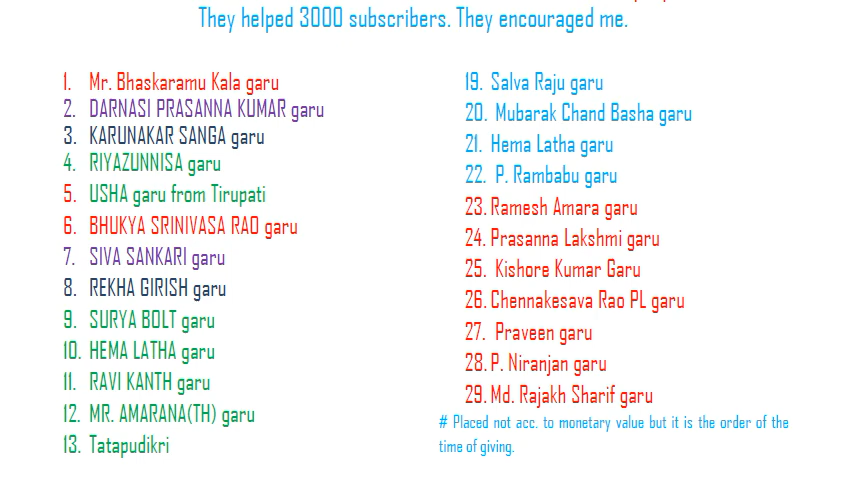 They helped 3000 subscribers. They encouraged me.
1. Mr. Bhaskaramu Kala garu
2. DARNASI PRASANNA KUMAR garu
3. KARUNAKAR SANGA garu
4. RIYAZUNNISA garu
5. USHA garu from Tirupati
6. BHUKYA SRINIVASA RAO garu
7. SIVA SANKARI garu
8. REKHA GIRISH garu
9. SURYA BOLT garu
10. HEMA LATHA garu
11. RAVI KANTH garu
12. MR. AMARANA(TH) garu
13. Tatapudikri
19. Salva Raju garu
20. Mubarak Chand Basha garu
21. Hema Latha garu
22. P. Rambabu garu
23. Ramesh Amara garu
24. Prasanna Lakshmi garu
25. Kishore Kumar Garu
26. Chennakesava Rao PL garu
27. Praveen garu
28. P. Niranjan garu
29. Md. Rajakh Sharif garu
# Placed not acc. to monetary value but it is the order of the
time of giving.